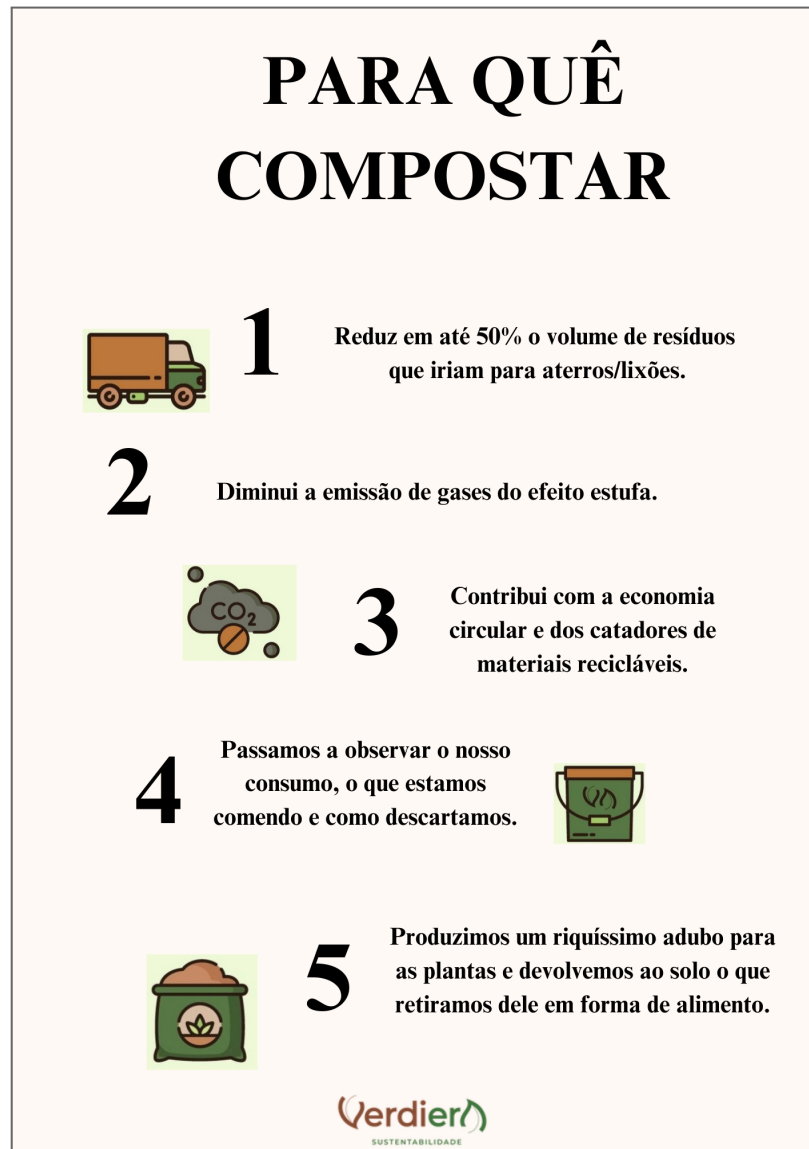 PARA QUÊ
COMPOSTAR
1
Reduz em até 50% o volume de resíduos
que iriam para aterros/lixões.
2
Diminui a emissão de gases do efeito estufa.
CO₂
3
Contribui com a economia
circular e dos catadores de
materiais recicláveis.
4
Passamos a observar o nosso
consumo, o que estamos
comendo e como descartamos.
5
Produzimos um riquíssimo adubo para
as plantas e devolvemos ao solo o que
retiramos dele em forma de alimento.
Verdiera
SUSTENTABILIDADE